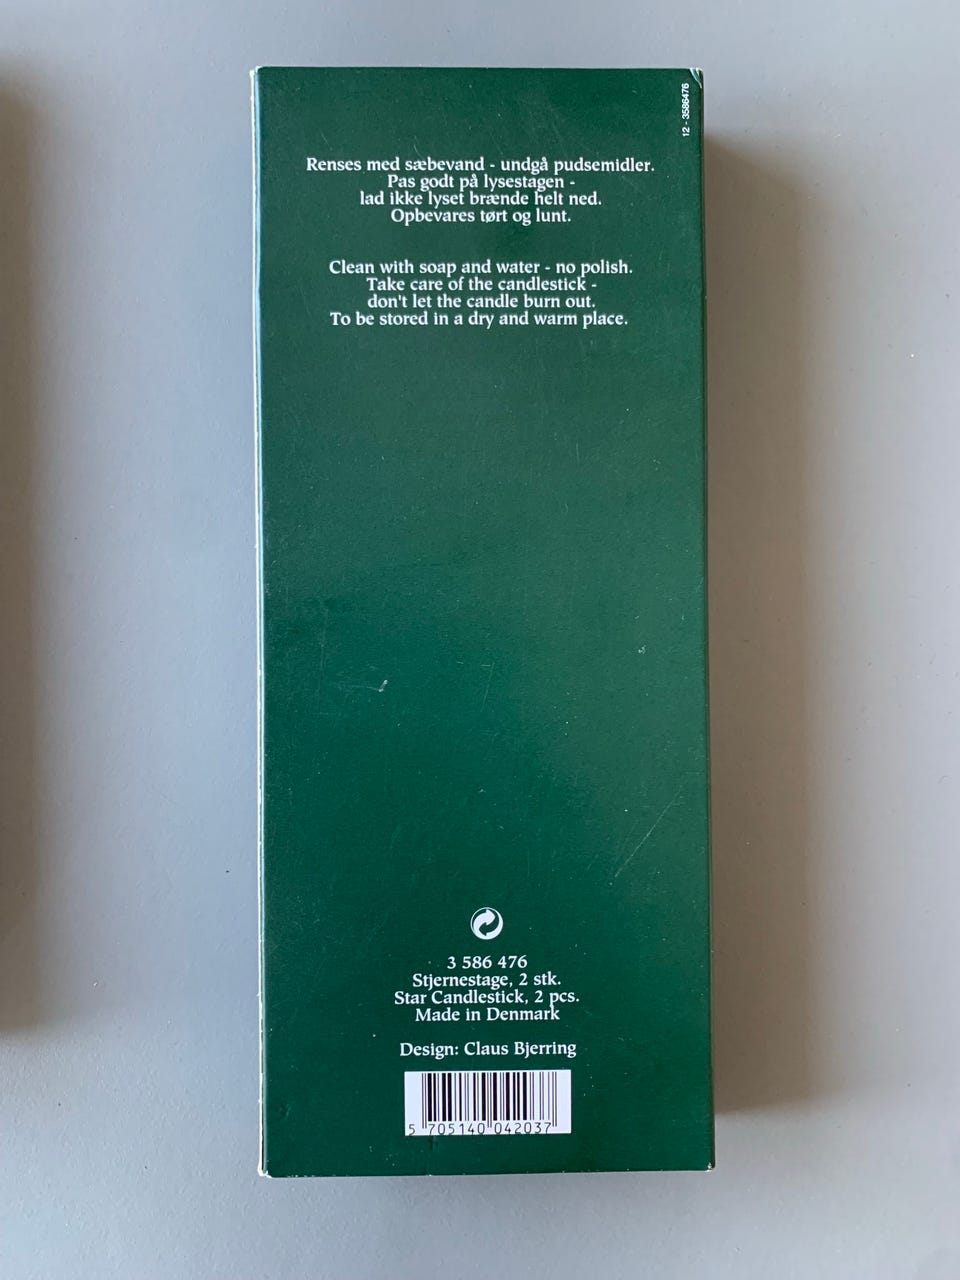 12 - 3586476
Renses med sæbevand - undgå pudsemidler.
Pas godt på lysestagen -
lad ikke lyset brænde helt ned.
Opbevares tørt og lunt.
Clean with soap and water - no polish.
Take care of the candlestick -
don't let the candle burn out.
To be stored in a dry and warm place.
3 586 476
Stjernestage, 2 stk.
Star Candlestick, 2 pcs.
Made in Denmark
Design: Claus Bjerring
5 705140 042037